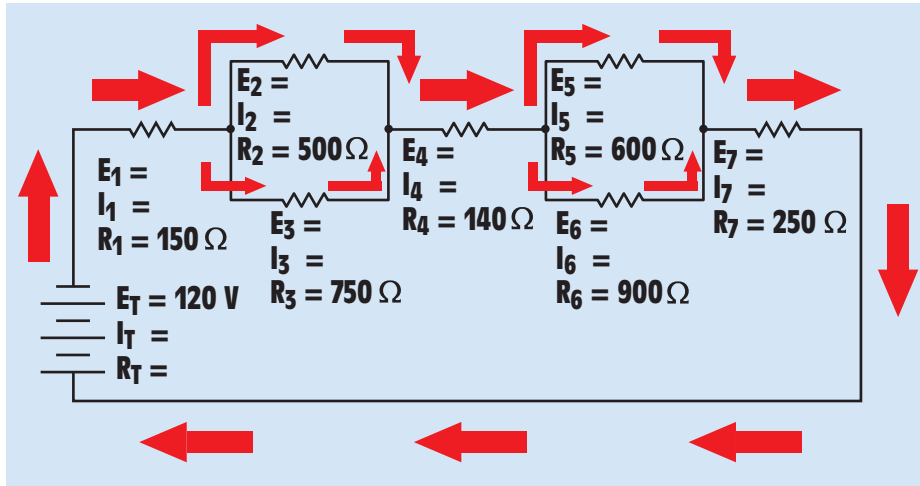 E2 =
I2 =
R2 = 500 Ω
E5 =
I5 =
R5 = 600 Ω
E1 =
I1 =
R1 = 150 Ω
E4 =
I4 =
R4 = 140 Ω
E7 =
I7 =
R7 = 250 Ω
E3 =
I3 =
R3 = 750 Ω
E6 =
I6 =
R6 = 900 Ω
ET = 120 V
IT =
RT =